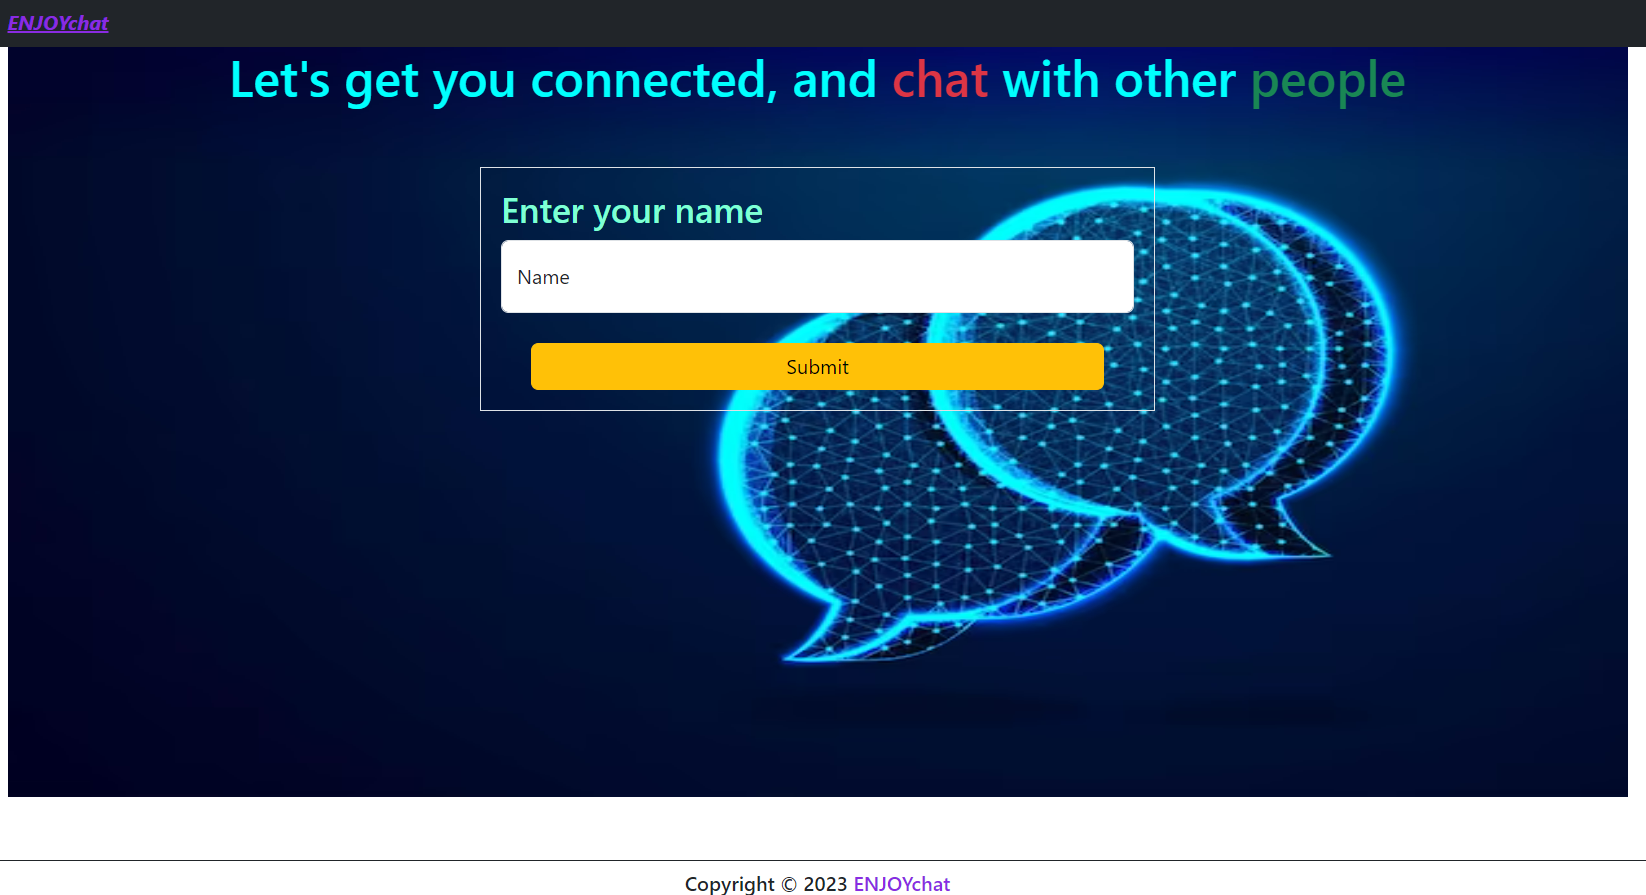 ENJOYchat
Let's get you connected, and chat with other people
Enter your name
Name
Submit
Copyright © 2023 ENJOYchat